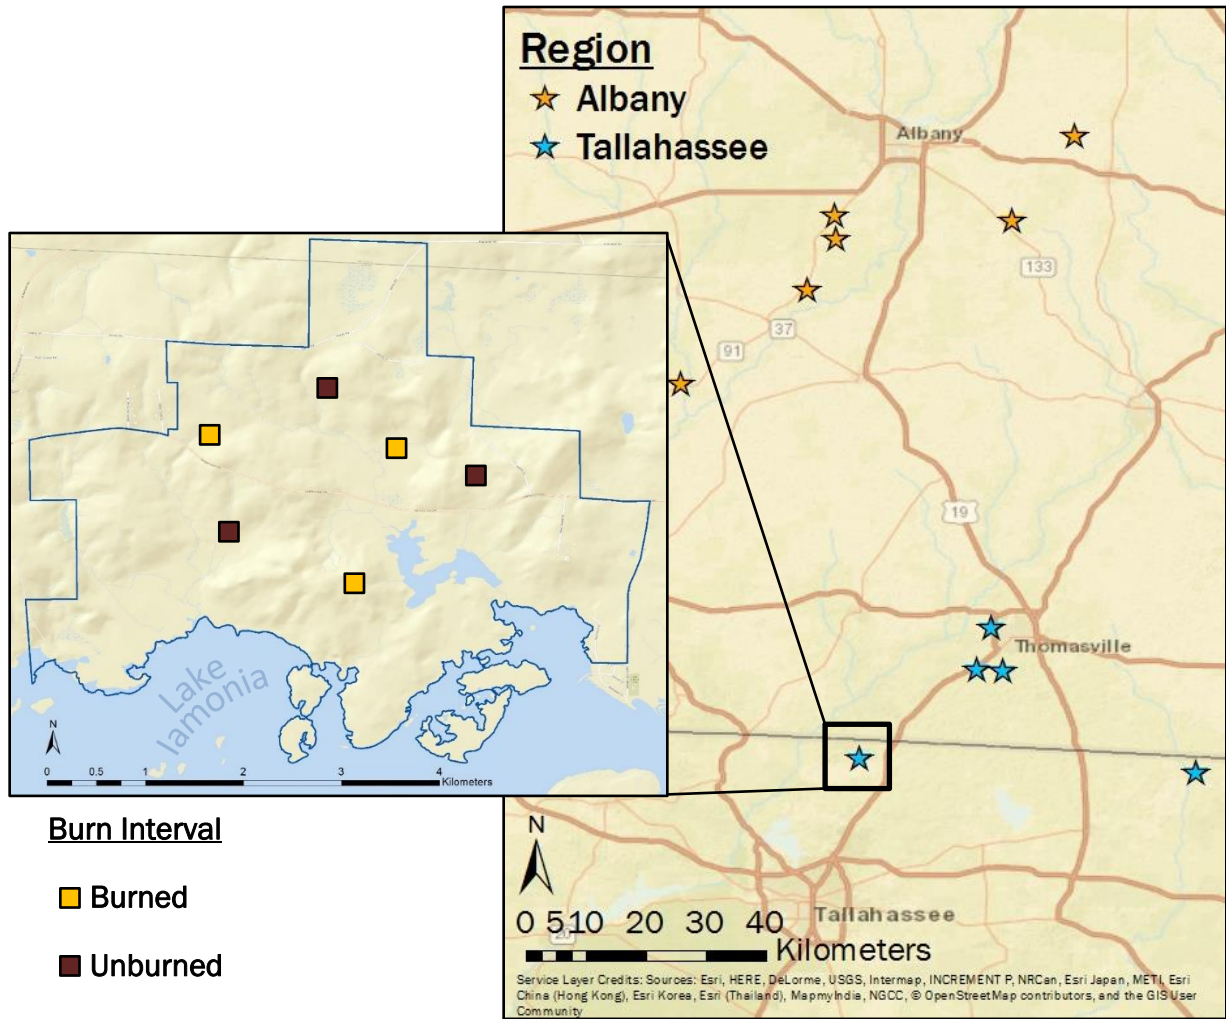 Region
Albany
Tallahassee
Albany
133
37
91
19
Thomasville
Lake
Iamonia
N
0 0.5 1 2 3 4
Kilometers
Burn Interval
Burned
Unburned
N
0 5 10 20 30 40
Kilometers
Tallahassee
20
Service Layer Credits: Sources: Esri, HERE, DeLorme, USGS, Intermap, INCREMENT P, NRCan, Esri Japan, METI, Esri
China (Hong Kong), Esri Korea, Esri (Thailand), MapmyIndia, NGCC, © OpenStreetMap contributors, and the GIS User
Community